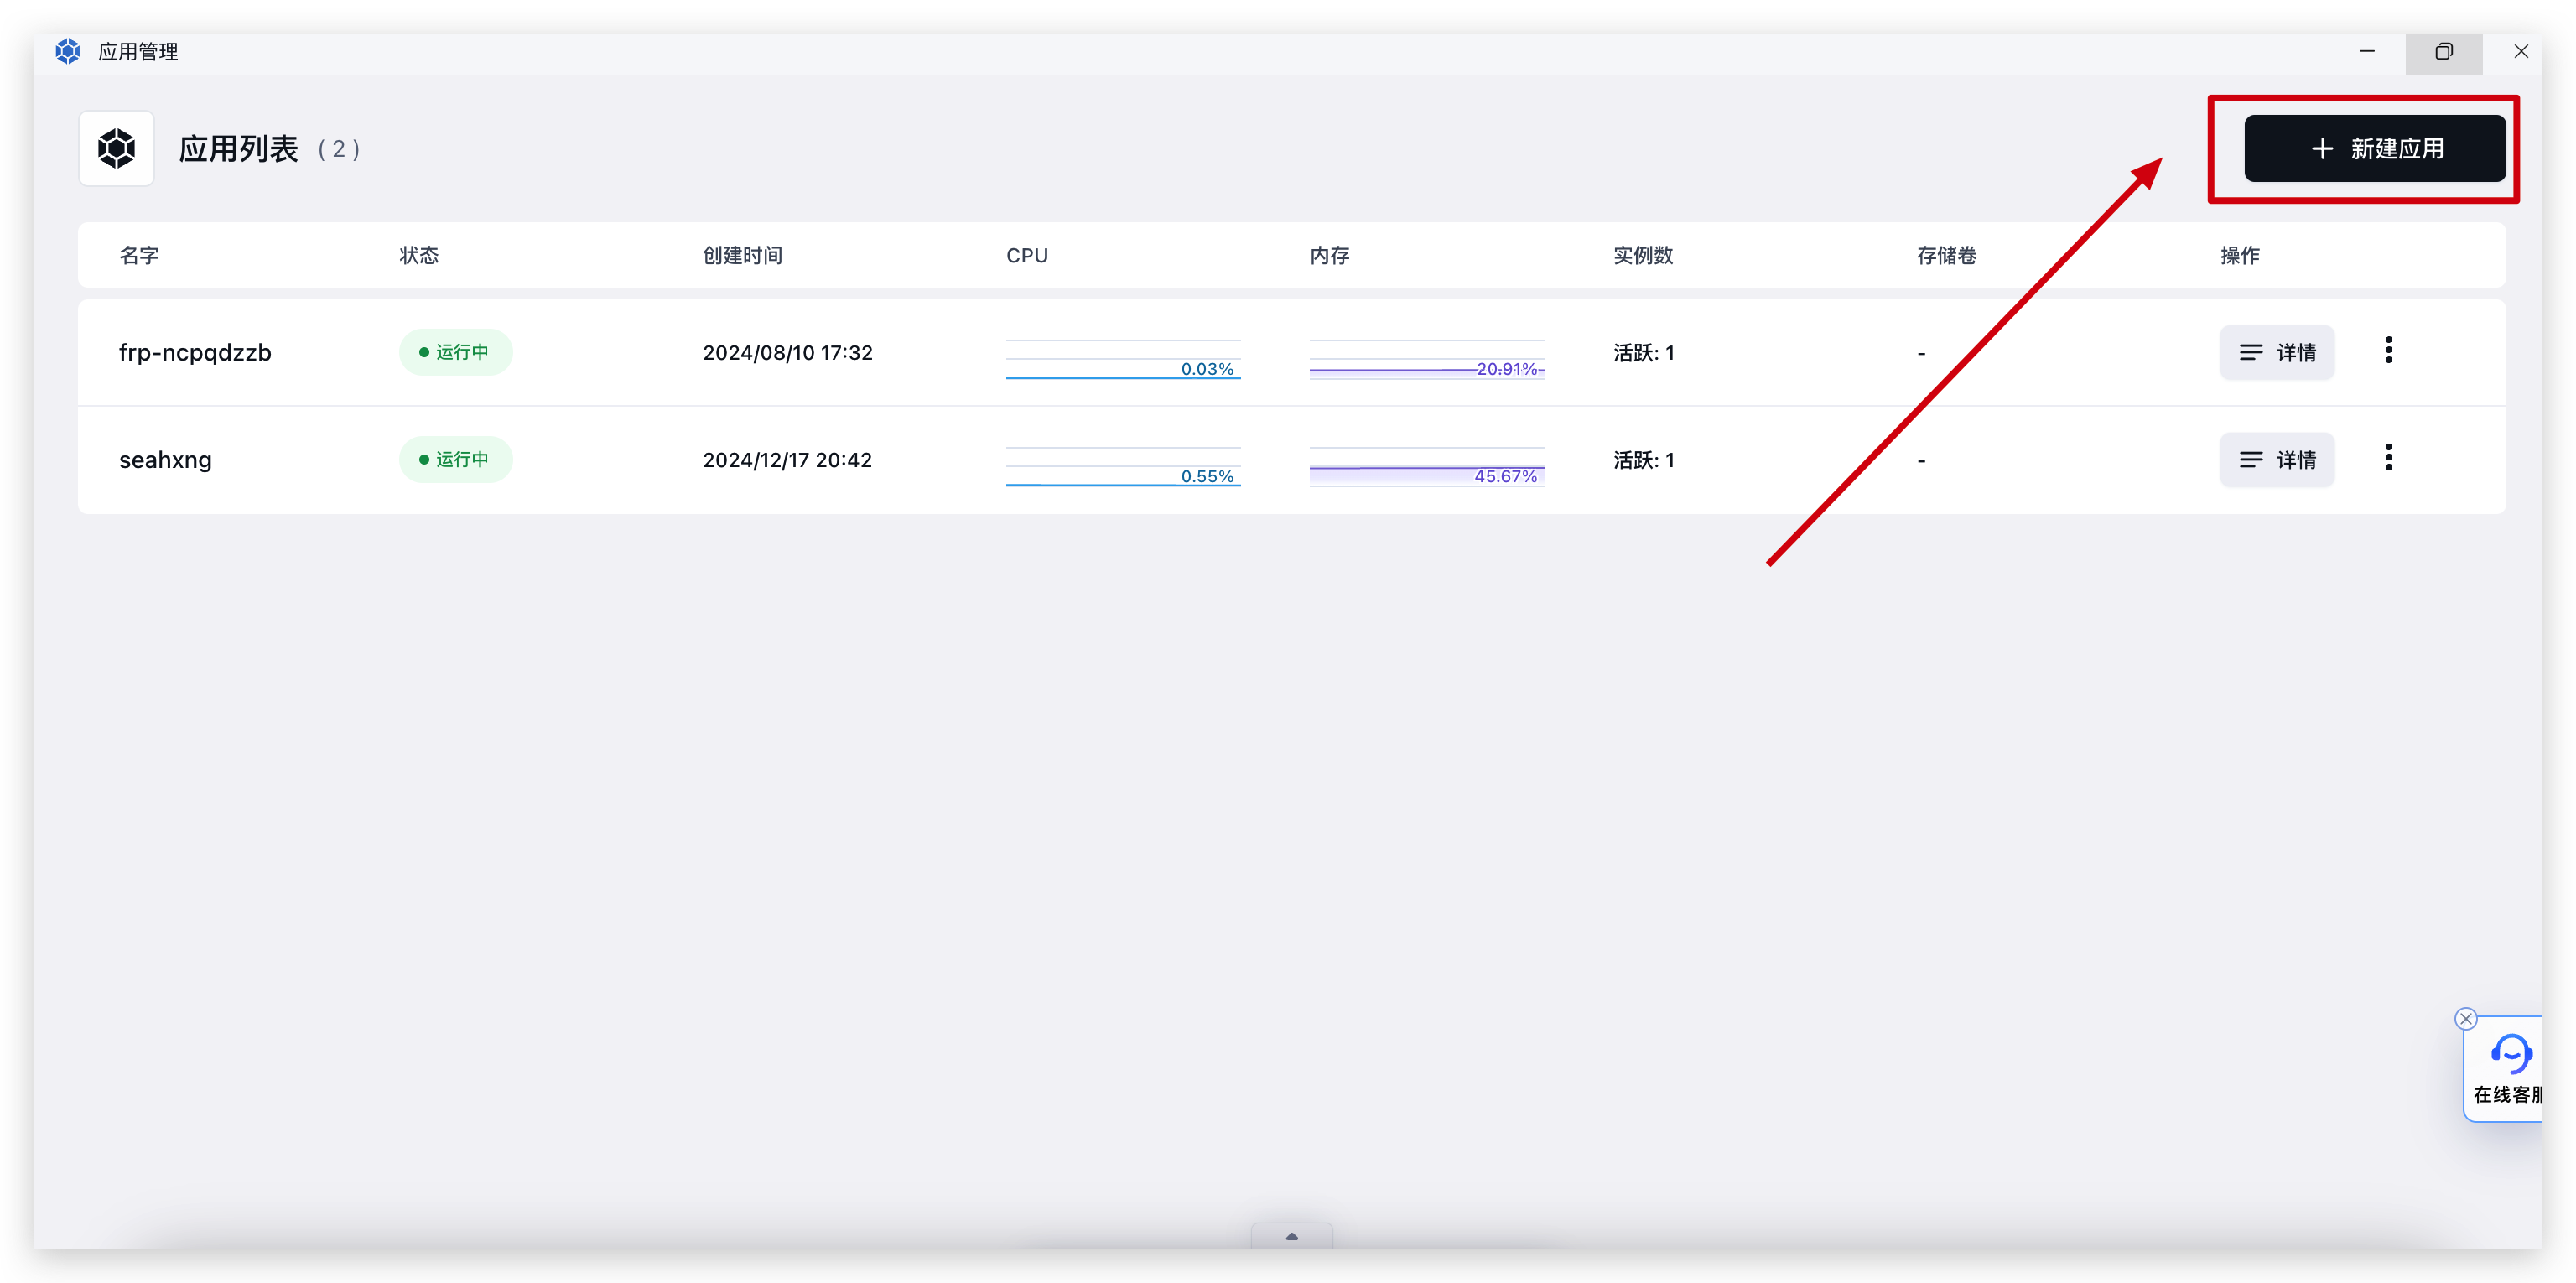 应用管理
应用列表 ( 2 )
+ 新建应用
名字 状态 创建时间 CPU 内存 实例数 存储卷 操作
frp-ncpqdzzb 运行中 2024/08/10 17:32 0.03% 20.91% 活跃: 1 - 详情
seahxng 运行中 2024/12/17 20:42 0.55% 45.67% 活跃: 1 - 详情
在线客服